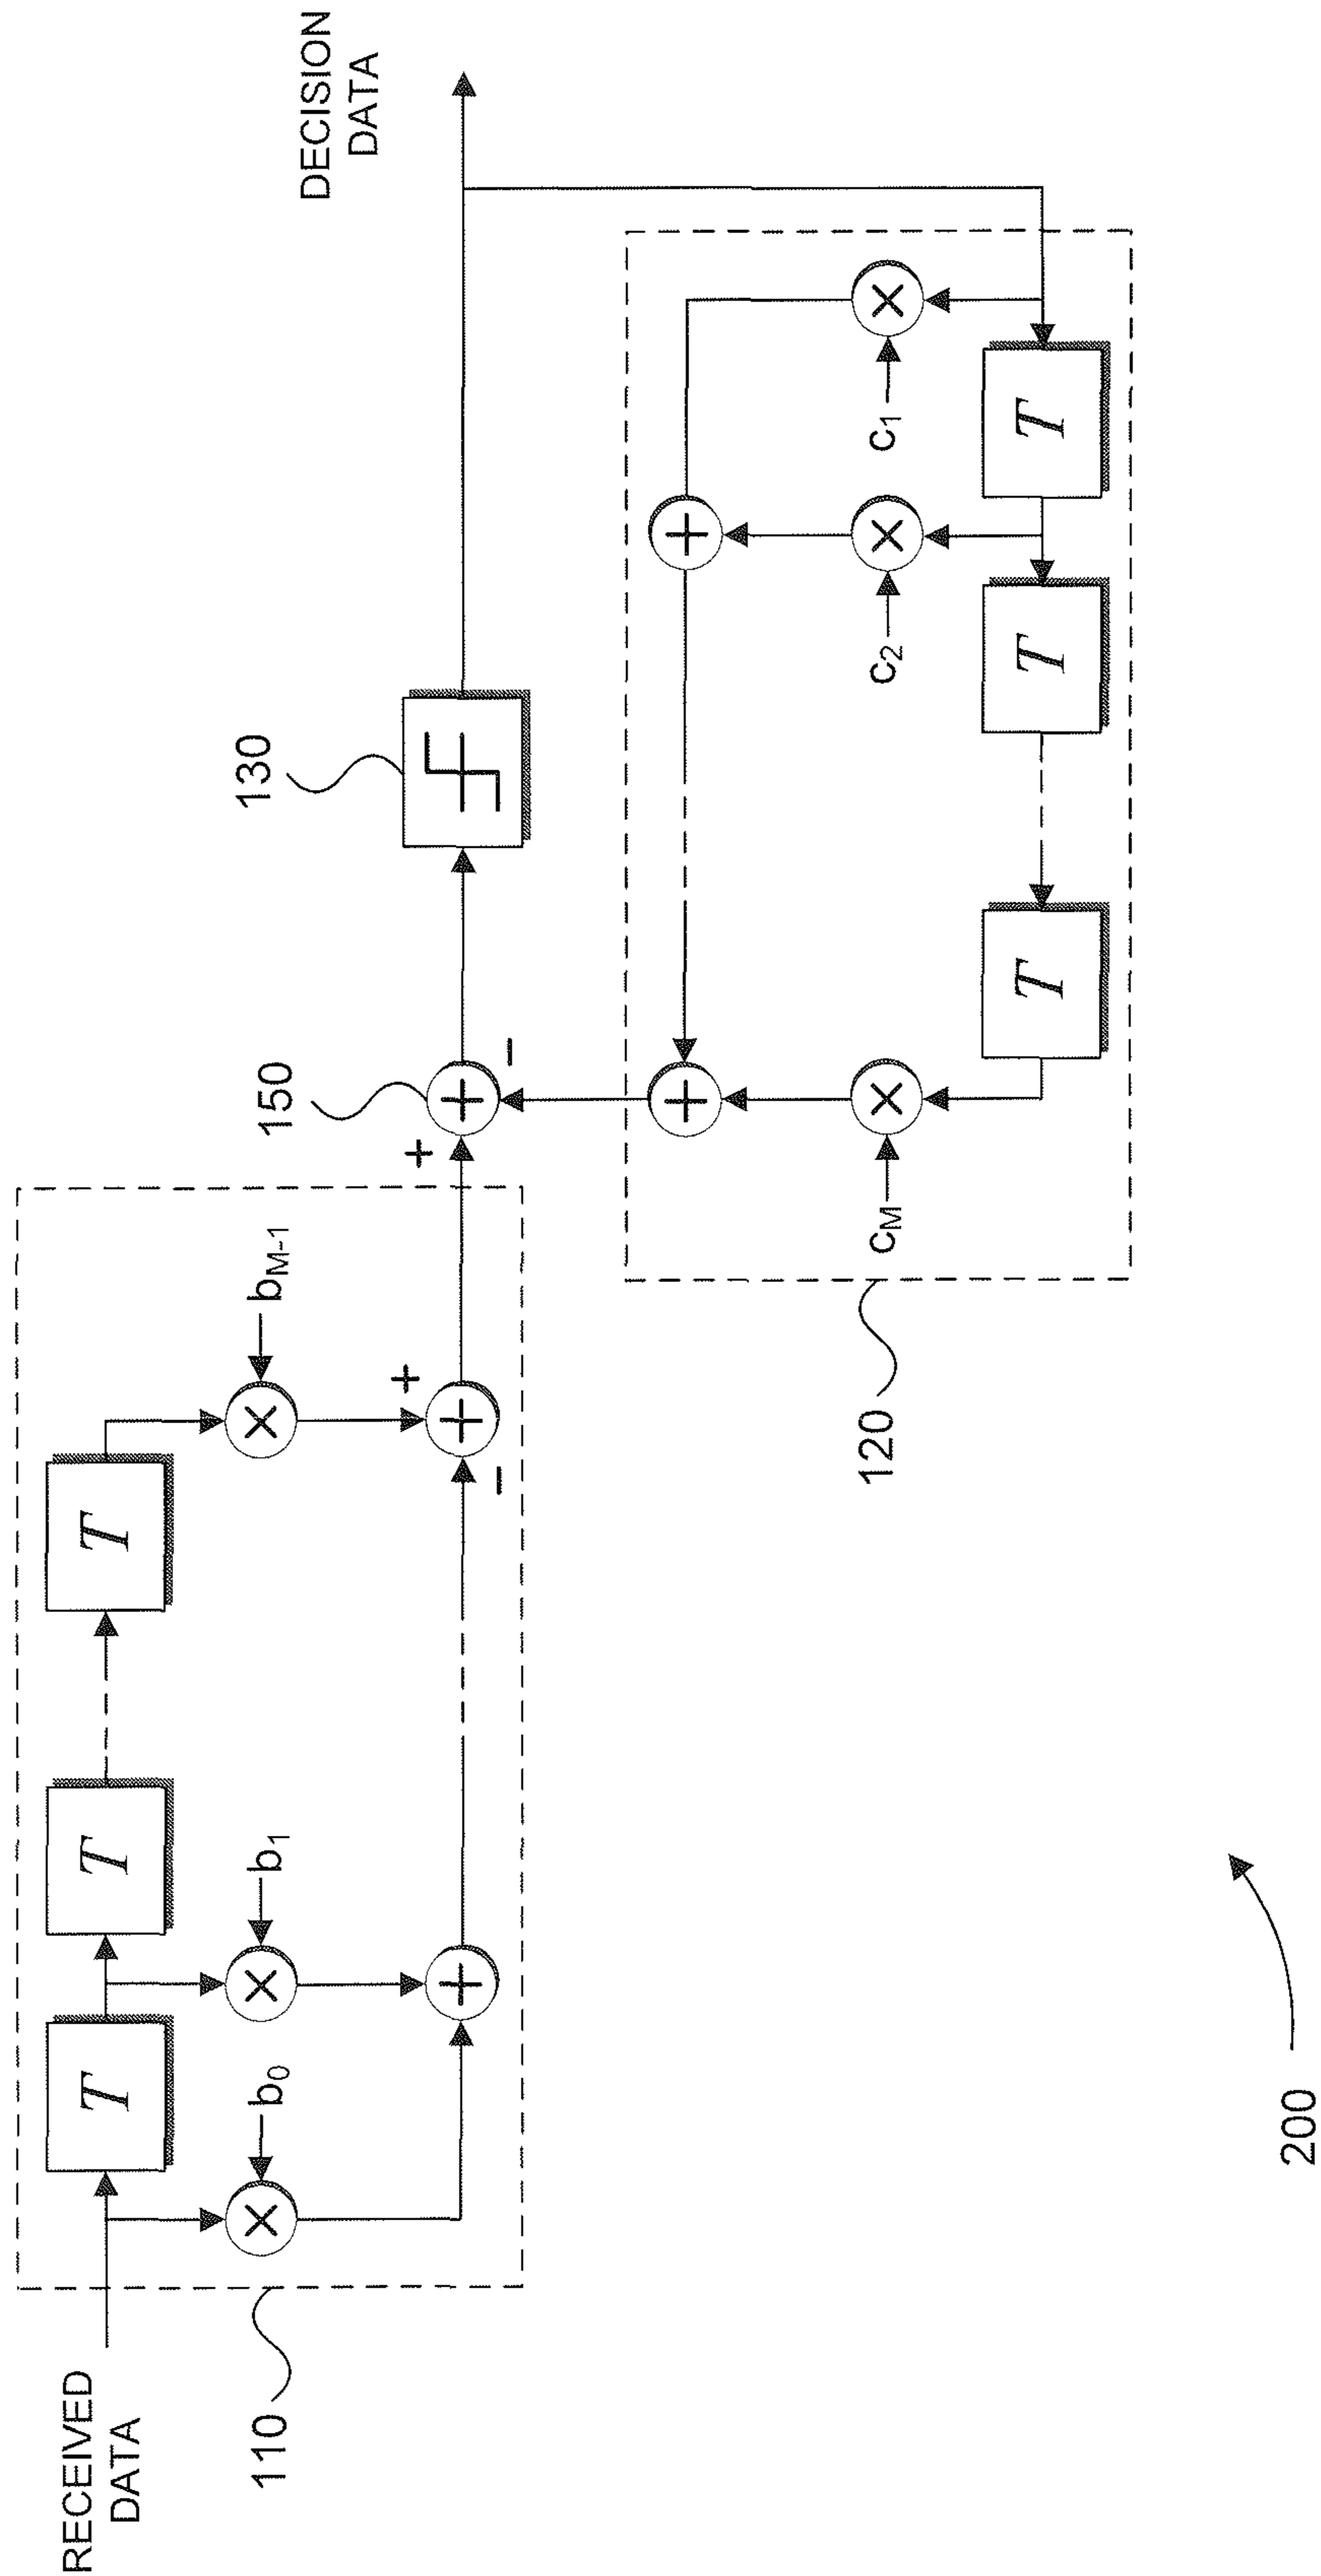 RECEIVED
DATA
110
T
T
T
b0
b1
bM-1
+
-
+
-
150
130
DECISION
DATA
T
T
T
c1
c2
cM
120
200